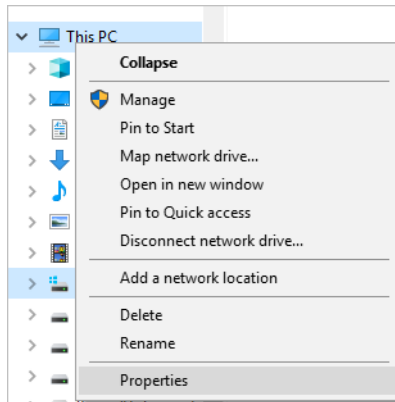 This PC
Collapse
Manage
Pin to Start
Map network drive...
Open in new window
Pin to Quick access
Disconnect network drive...
Add a network location
Delete
Rename
Properties